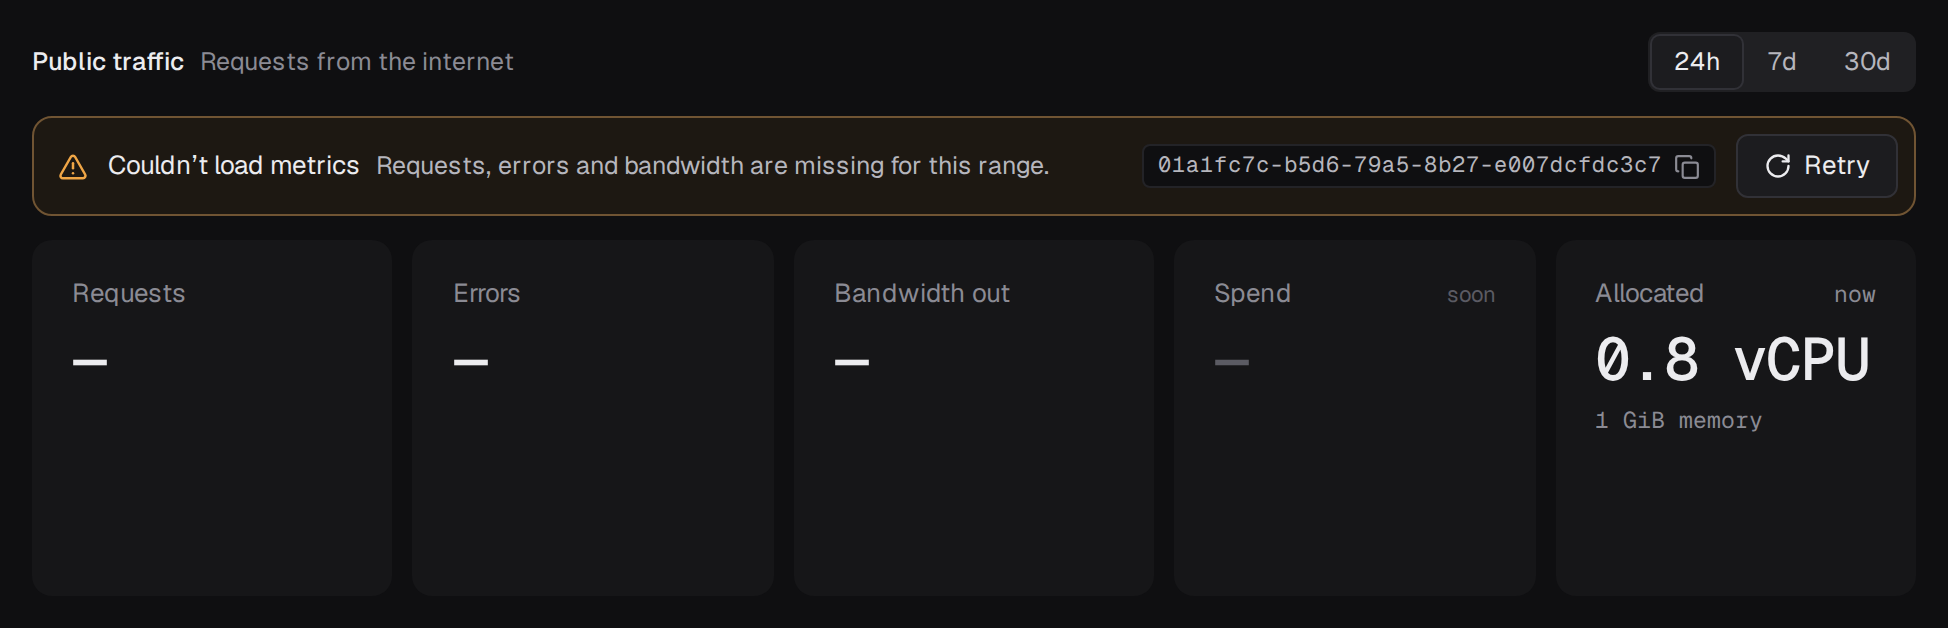 Public traffic Requests from the internet 24h 7d 30d
Couldn’t load metrics Requests, errors and bandwidth are missing for this range. 01a1fc7c-b5d6-79a5-8b27-e007dcfdc3c7 Retry
Requests Errors Bandwidth out Spend soon Allocated now
— — — — 0.8 vCPU
1 GiB memory